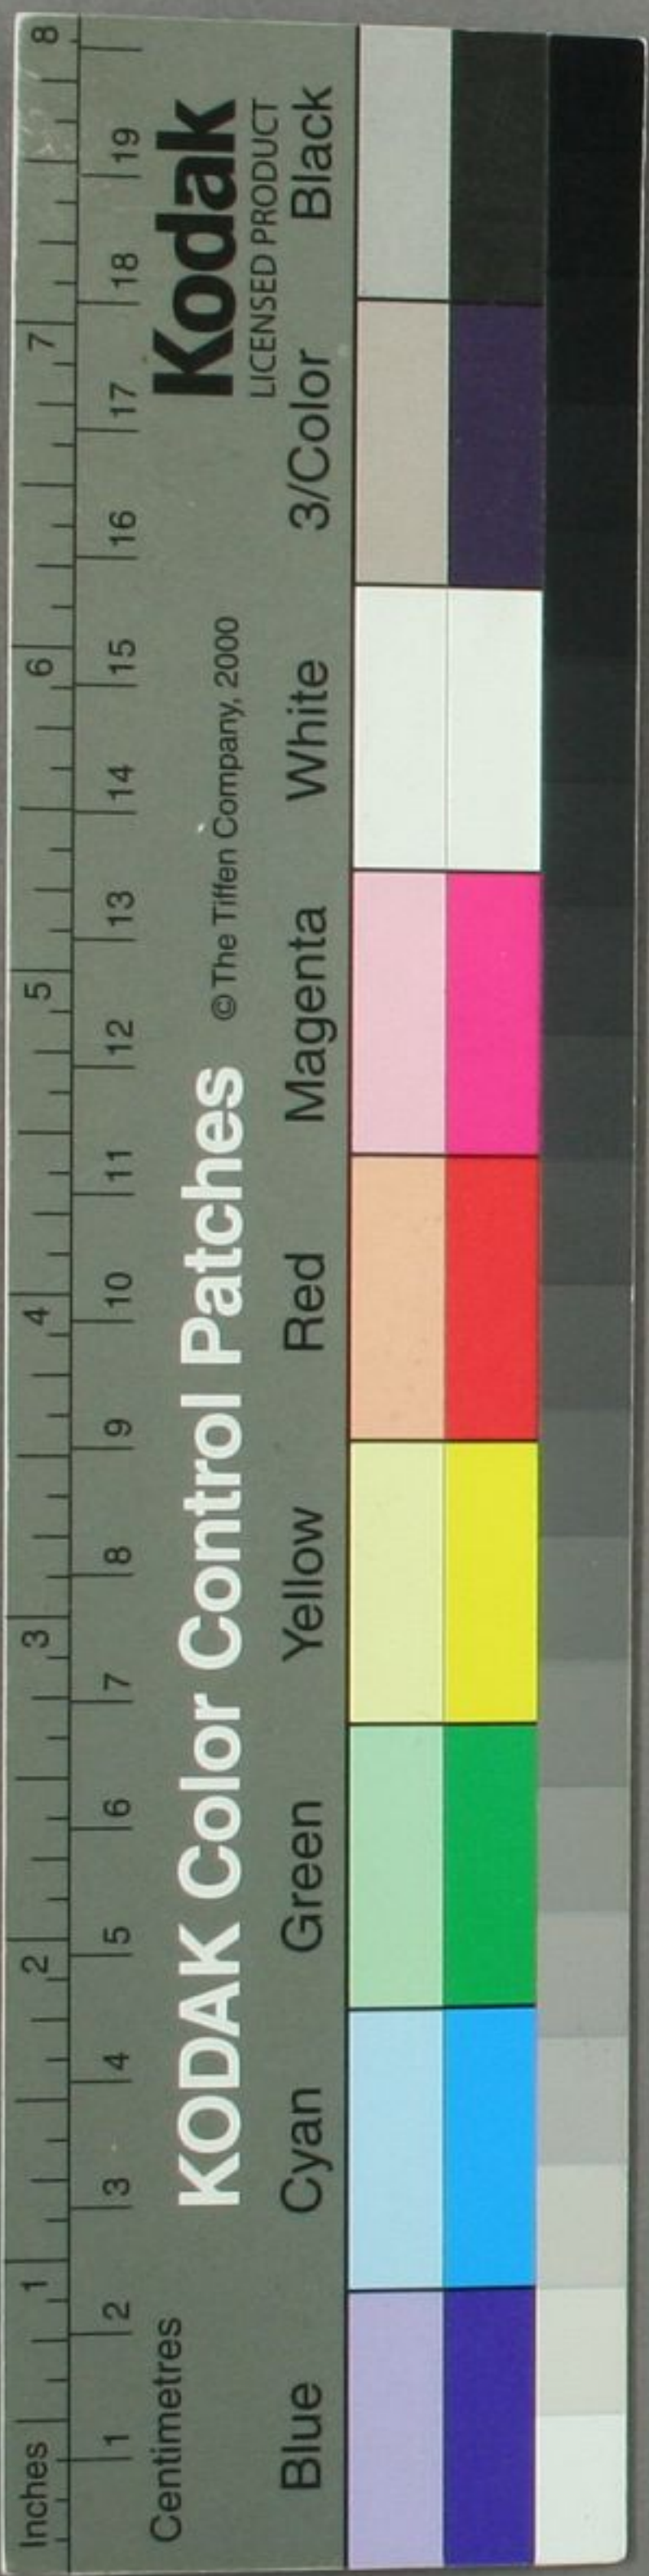 Inches 1 2 3 4 5 6 7 8
1 2 3 4 5 6 7 8 9 10 11 12 13 14 15 16 17 18 19
Centimetres
KODAK Color Control Patches © The Tiffen Company, 2000 Kodak
LICENSED PRODUCT
Blue Cyan Green Yellow Red Magenta White 3/Color Black